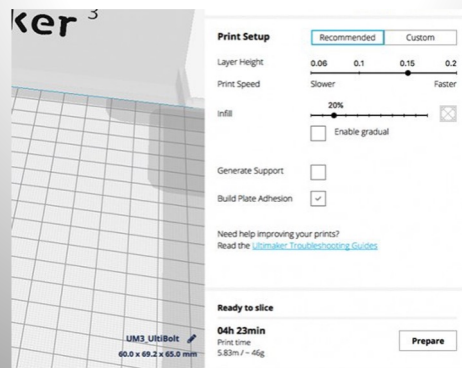 ker 3
Print Setup
Recommended Custom
Layer Height 0.06 0.1 0.15 0.2
Print Speed Slower Faster
20%
Infill
Enable gradual
Generate Support
Build Plate Adhesion
Need help improving your prints?
Read the Ultimaker Troubleshooting Guides
Ready to slice
04h 23min
Print time
5.83m / ~ 46g
Prepare
UM3_UltiBolt
60.0 x 69.2 x 65.0 mm